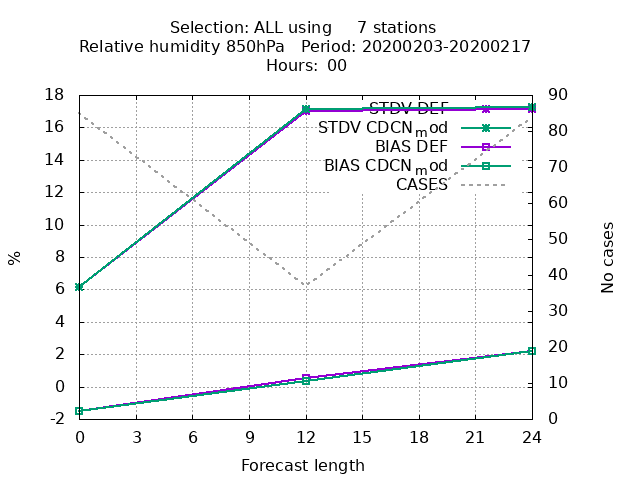 Selection: ALL using     7 stations
Relative humidity 850hPa   Period: 20200203-20200217
Hours: 00
18
16
14
12
10
8
6
4
2
0
-2
%
90
80
70
60
50
40
30
20
10
0
No cases
STDV DEF
STDV CDCNmod
BIAS DEF
BIAS CDCNmod
CASES
0 3 6 9 12 15 18 21 24
Forecast length